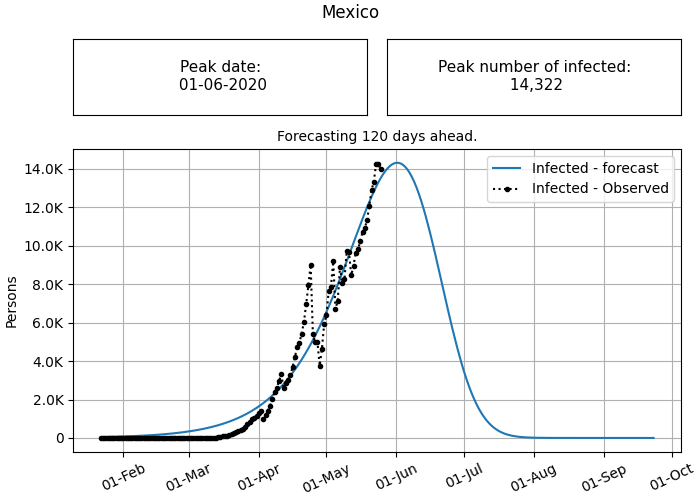 Mexico
Peak date:
01-06-2020
Peak number of infected:
14,322
Forecasting 120 days ahead.
Infected - forecast
Infected - Observed
Persons
14.0K
12.0K
10.0K
8.0K
6.0K
4.0K
2.0K
0
01-Feb
01-Mar
01-Apr
01-May
01-Jun
01-Jul
01-Aug
01-Sep
01-Oct